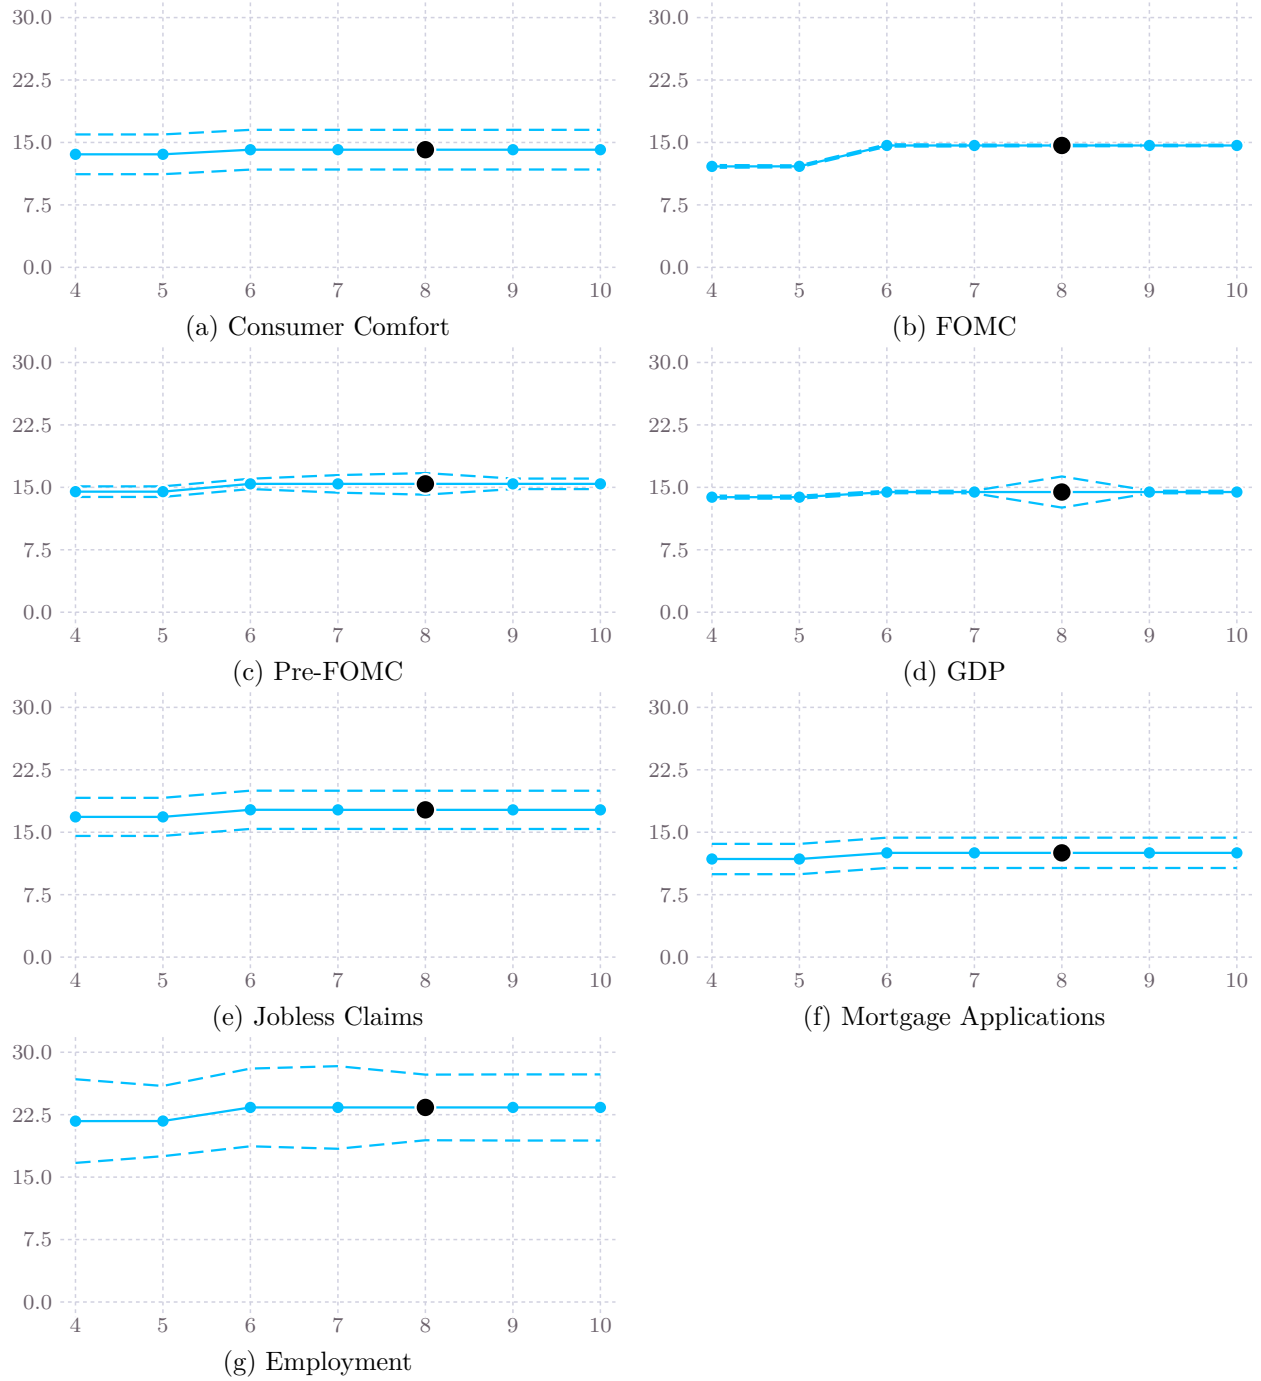 30.0 30.0
22.5 22.5
15.0 15.0
7.5 7.5
0.0 0.0
4 5 6 7 8 9 10 4 5 6 7 8 9 10
(a) Consumer Comfort (b) FOMC
30.0 30.0
22.5 22.5
15.0 15.0
7.5 7.5
0.0 0.0
4 5 6 7 8 9 10 4 5 6 7 8 9 10
(c) Pre-FOMC (d) GDP
30.0 30.0
22.5 22.5
15.0 15.0
7.5 7.5
0.0 0.0
4 5 6 7 8 9 10 4 5 6 7 8 9 10
(e) Jobless Claims (f) Mortgage Applications
30.0
22.5
15.0
7.5
0.0
4 5 6 7 8 9 10
(g) Employment